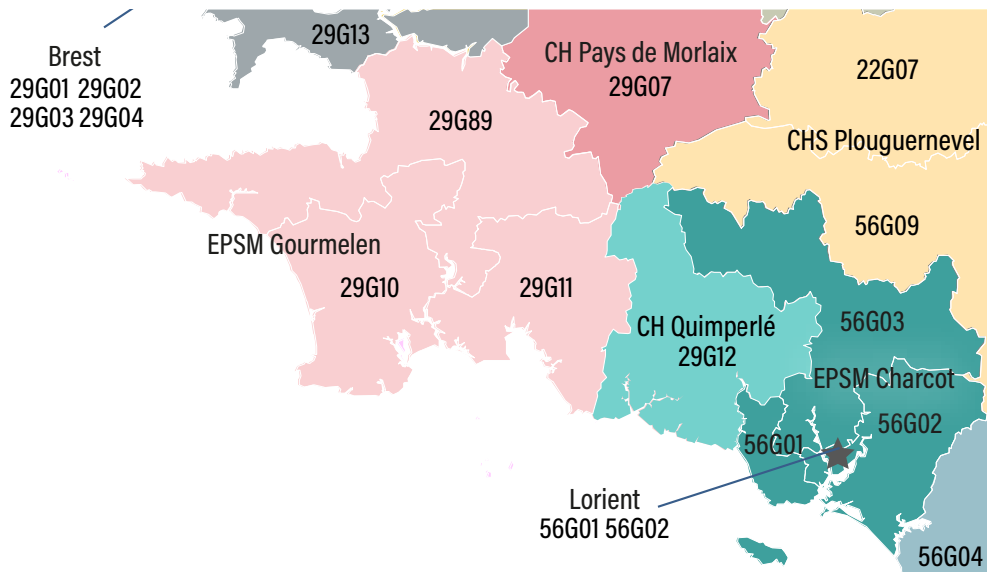 Brest
29G01 29G02
29G03 29G04
29G13
CH Pays de Morlaix
29G07
22G07
29G89
CHS Plouguernevel
56G09
EPSM Gourmelen
29G10
29G11
CH Quimperlé
29G12
56G03
EPSM Charcot
56G02
56G01
Lorient
56G01 56G02
56G04